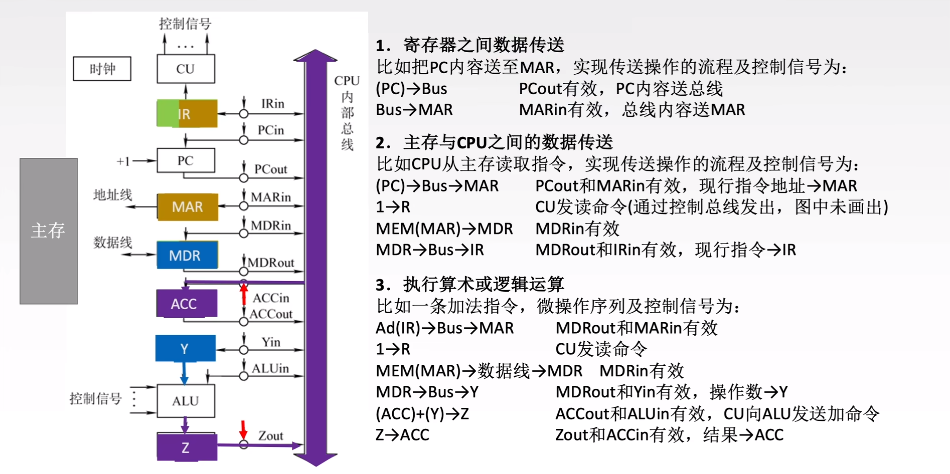 控制信号
...
时钟
CU
CPU
内
部
总
线
IR
IRin
PCin
+1
PC
PCout
地址线
MAR
MARin
主存
MDRin
数据线
MDR
MDRout
ACC
ACCin
ACCout
Y
Yin
ALUin
控制信号
ALU
Z
Zout
1. 寄存器之间数据传送
比如把PC内容送至MAR，实现传送操作的流程及控制信号为：
(PC)→Bus PCout有效，PC内容送总线
Bus→MAR MARin有效，总线内容送MAR
2. 主存与CPU之间的数据传送
比如CPU从主存读取指令，实现传送操作的流程及控制信号为：
(PC)→Bus→MAR PCout和MARin有效，现行指令地址→MAR
1→R CU发读命令(通过控制总线发出，图中未画出)
MEM(MAR)→MDR MDRin有效
MDR→Bus→IR MDRout和IRin有效，现行指令→IR
3. 执行算术或逻辑运算
比如一条加法指令，微操作序列及控制信号为：
Ad(IR)→Bus→MAR MDRout和MARin有效
1→R CU发读命令
MEM(MAR)→数据线→MDR MDRin有效
MDR→Bus→Y MDRout和Yin有效，操作数→Y
(ACC)+(Y)→Z ACCout和ALUin有效，CU向ALU发送加命令
Z→ACC Zout和ACCin有效，结果→ACC